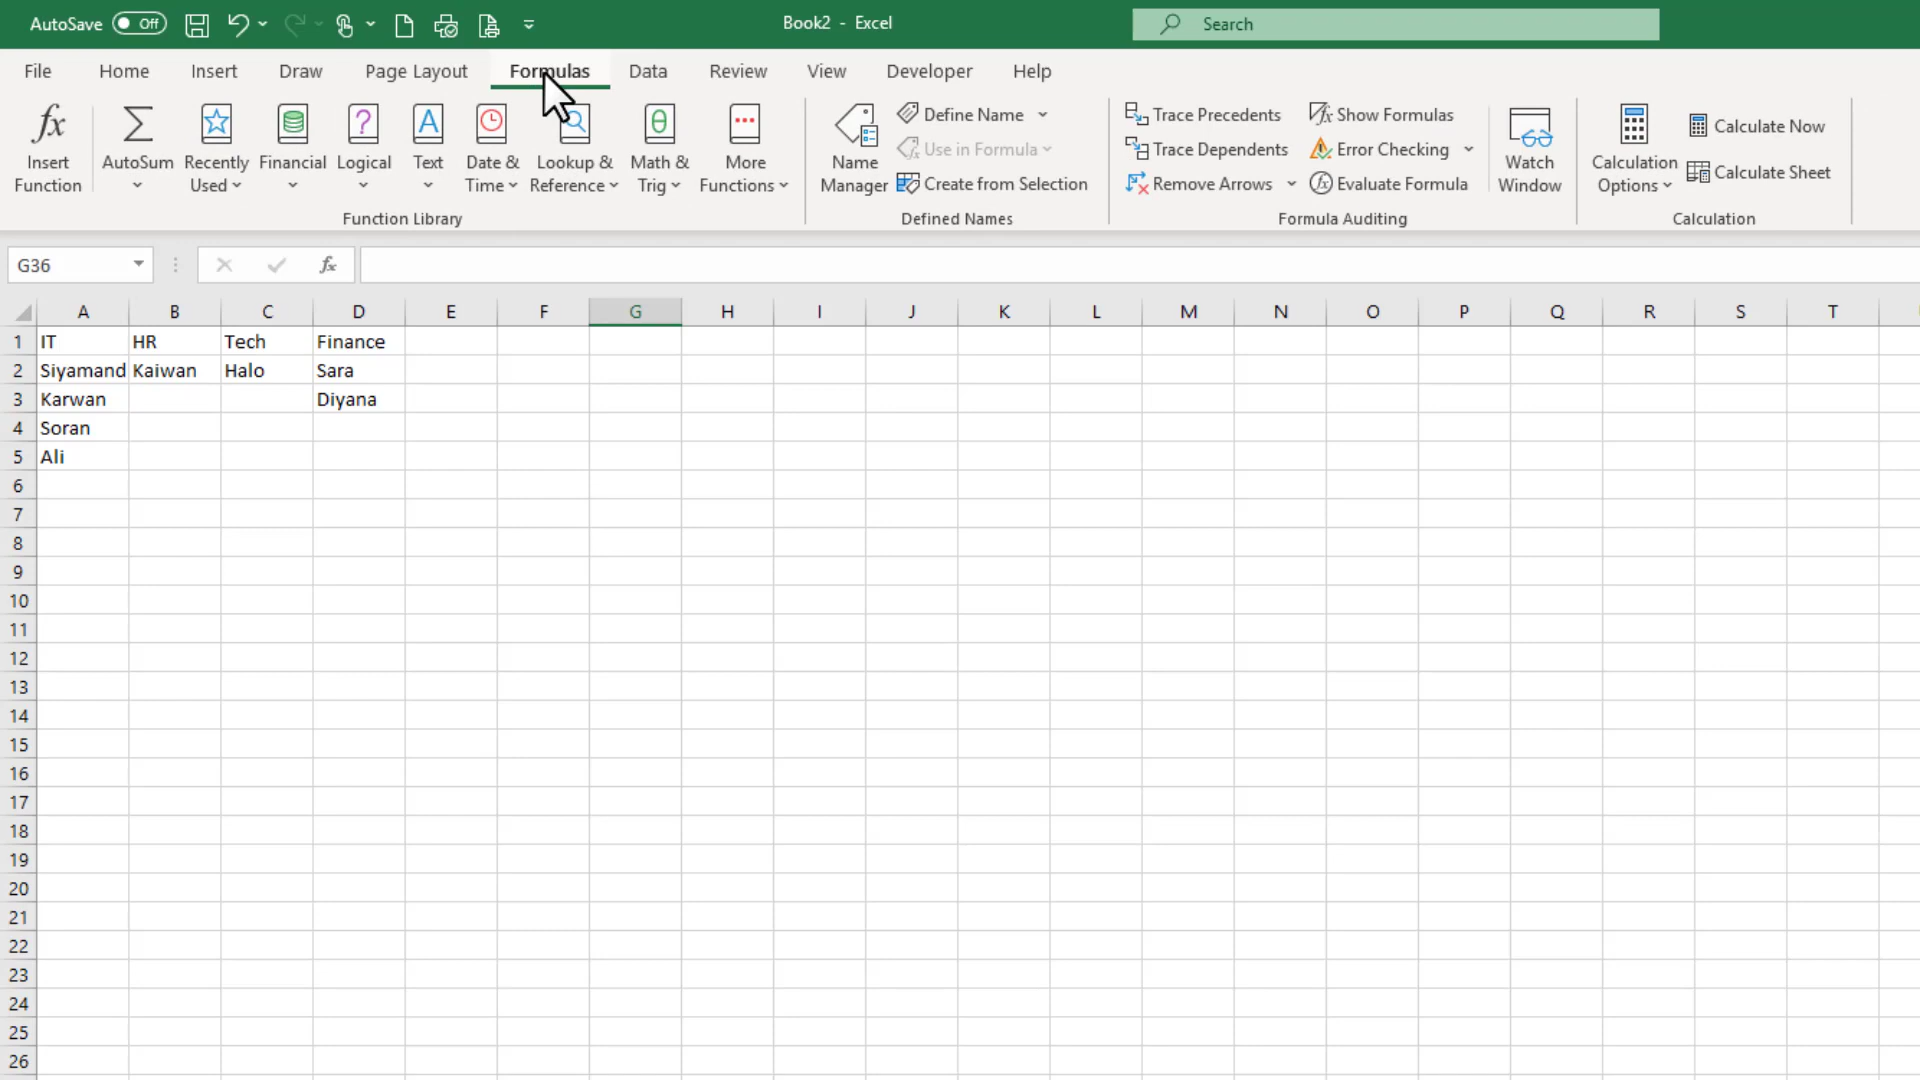 AutoSave Off Book2 - Excel Search
File Home Insert Draw Page Layout Formulas Data Review View Developer Help
Insert Function
AutoSum
Recently Used
Financial
Logical
Text
Date & Time
Lookup & Reference
Math & Trig
More Functions
Function Library
Name Manager
Define Name
Use in Formula
Create from Selection
Defined Names
Trace Precedents
Trace Dependents
Remove Arrows
Show Formulas
Error Checking
Evaluate Formula
Formula Auditing
Watch Window
Calculation Options
Calculate Now
Calculate Sheet
Calculation
G36 fx
A B C D E F G H I J K L M N O P Q R S T
1 IT HR Tech Finance
2 Siyamand Kaiwan Halo Sara
3 Karwan Diyana
4 Soran
5 Ali
6
7
8
9
10
11
12
13
14
15
16
17
18
19
20
21
22
23
24
25
26